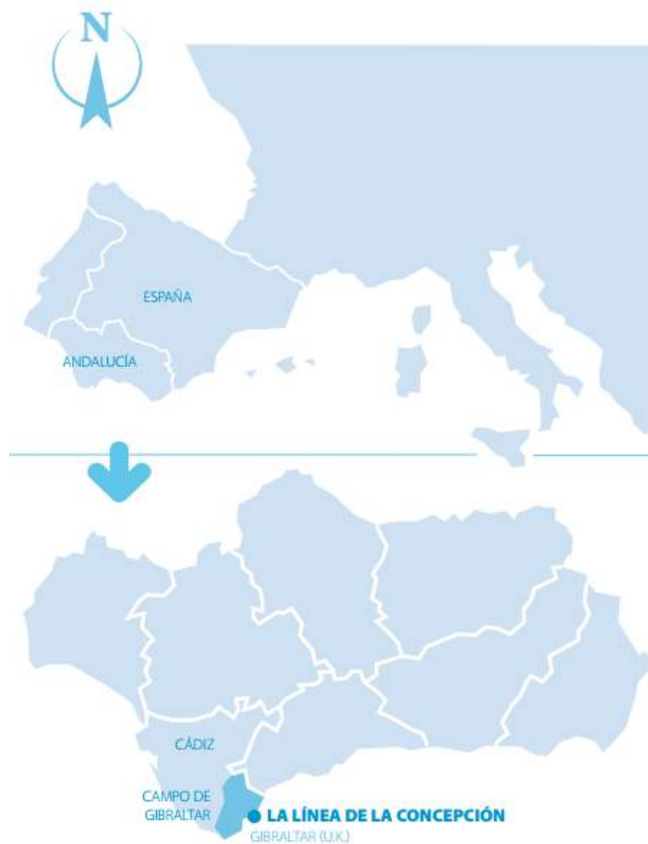 N
ESPAÑA
ANDALUCÍA
CÁDIZ
CAMPO DE
GIBRALTAR
LA LÍNEA DE LA CONCEPCIÓN
GIBRALTAR (U.K.)